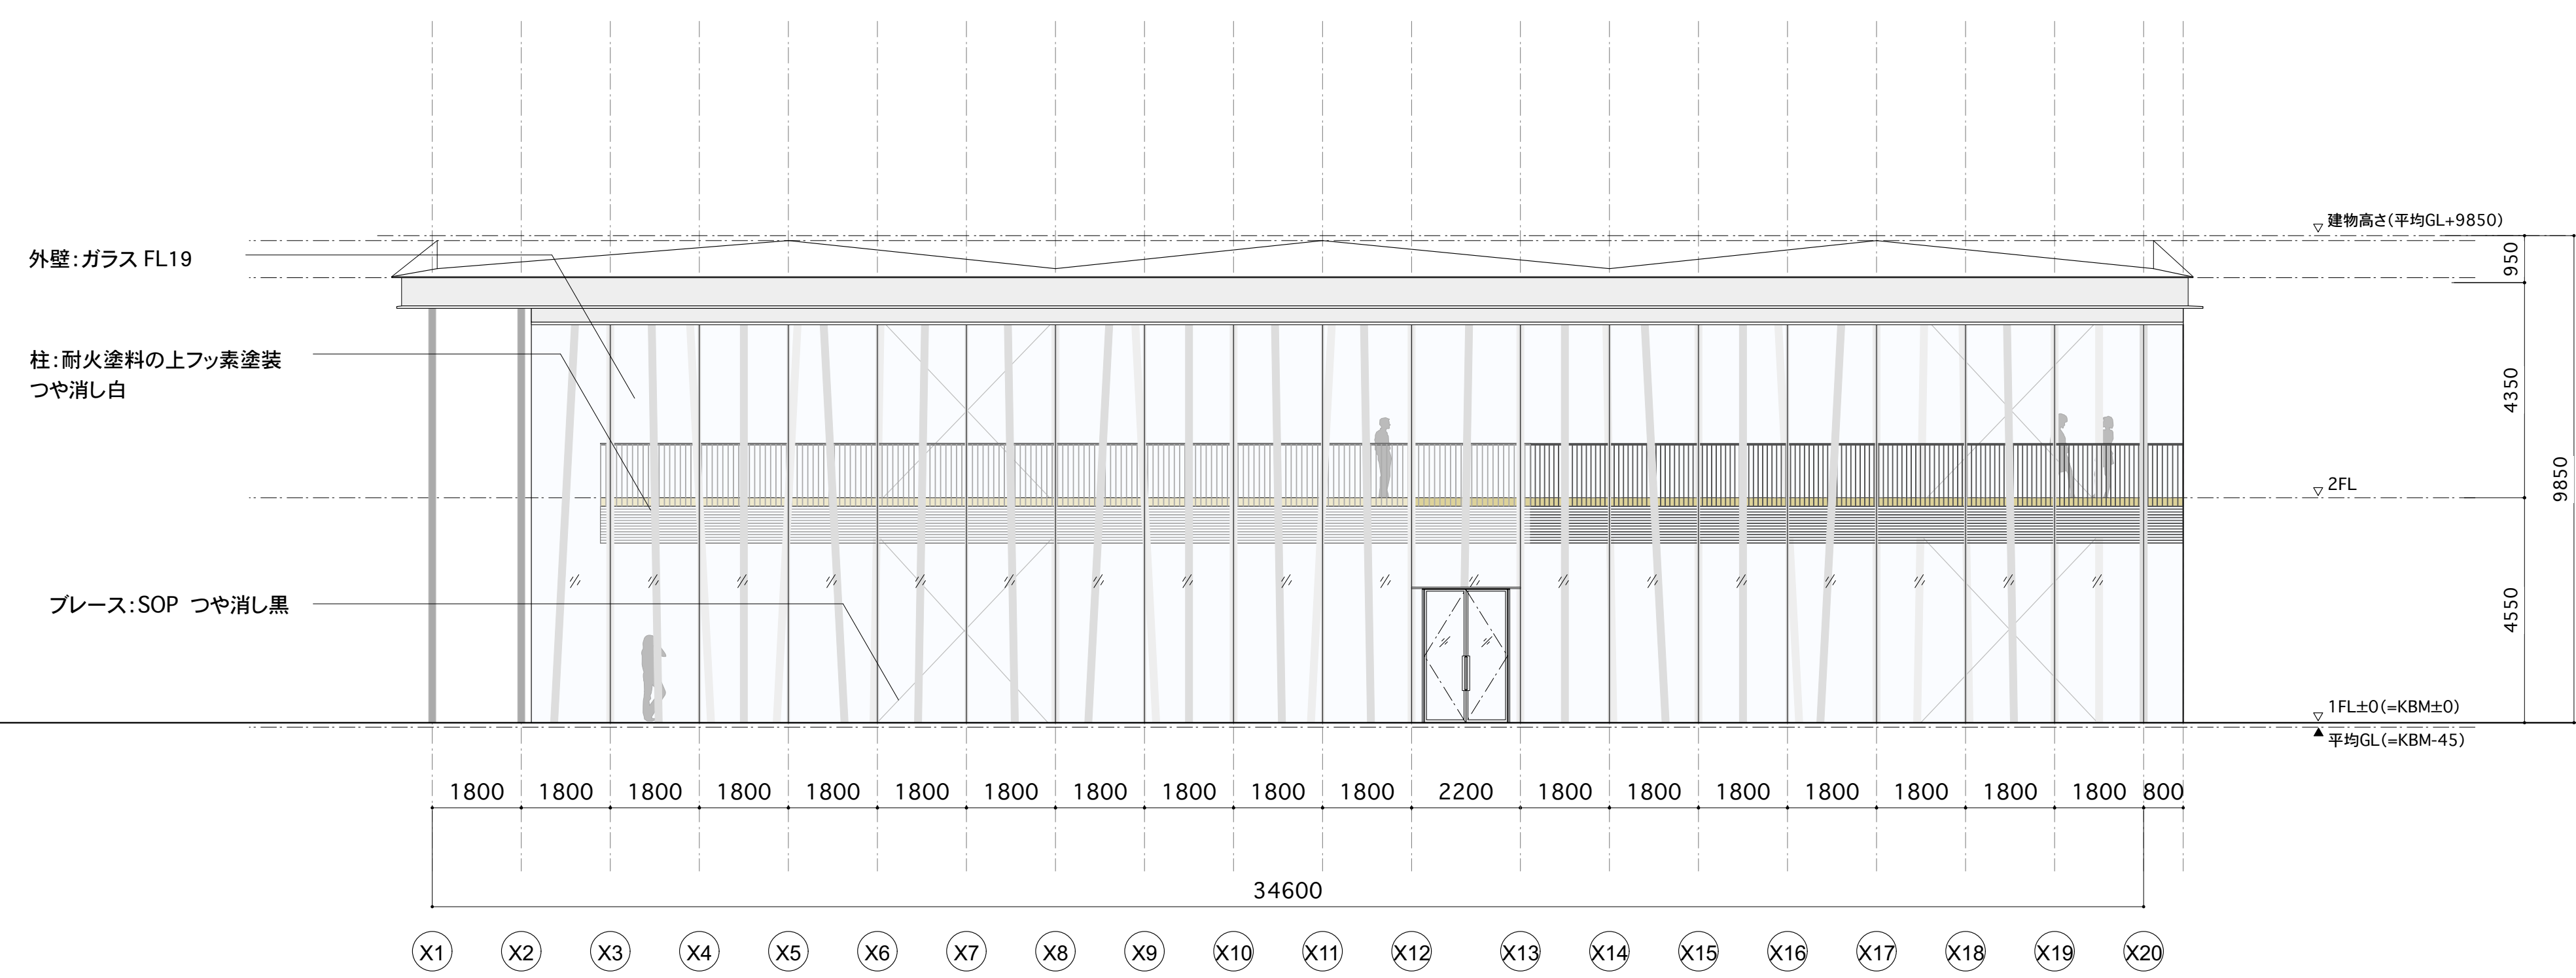 建物高さ(平均GL+9850)
外壁:ガラス FL19
950
柱:耐火塗料の上フッ素塗装
つや消し白
4350
9850
2FL
ブレース:SOP つや消し黒
4550
1FL±0(=KBM±0)
平均GL(=KBM-45)
1800 1800 1800 1800 1800 1800 1800 1800 1800 1800 1800 2200 1800 1800 1800 1800 1800 1800 1800 800
34600
X1 X2 X3 X4 X5 X6 X7 X8 X9 X10 X11 X12 X13 X14 X15 X16 X17 X18 X19 X20